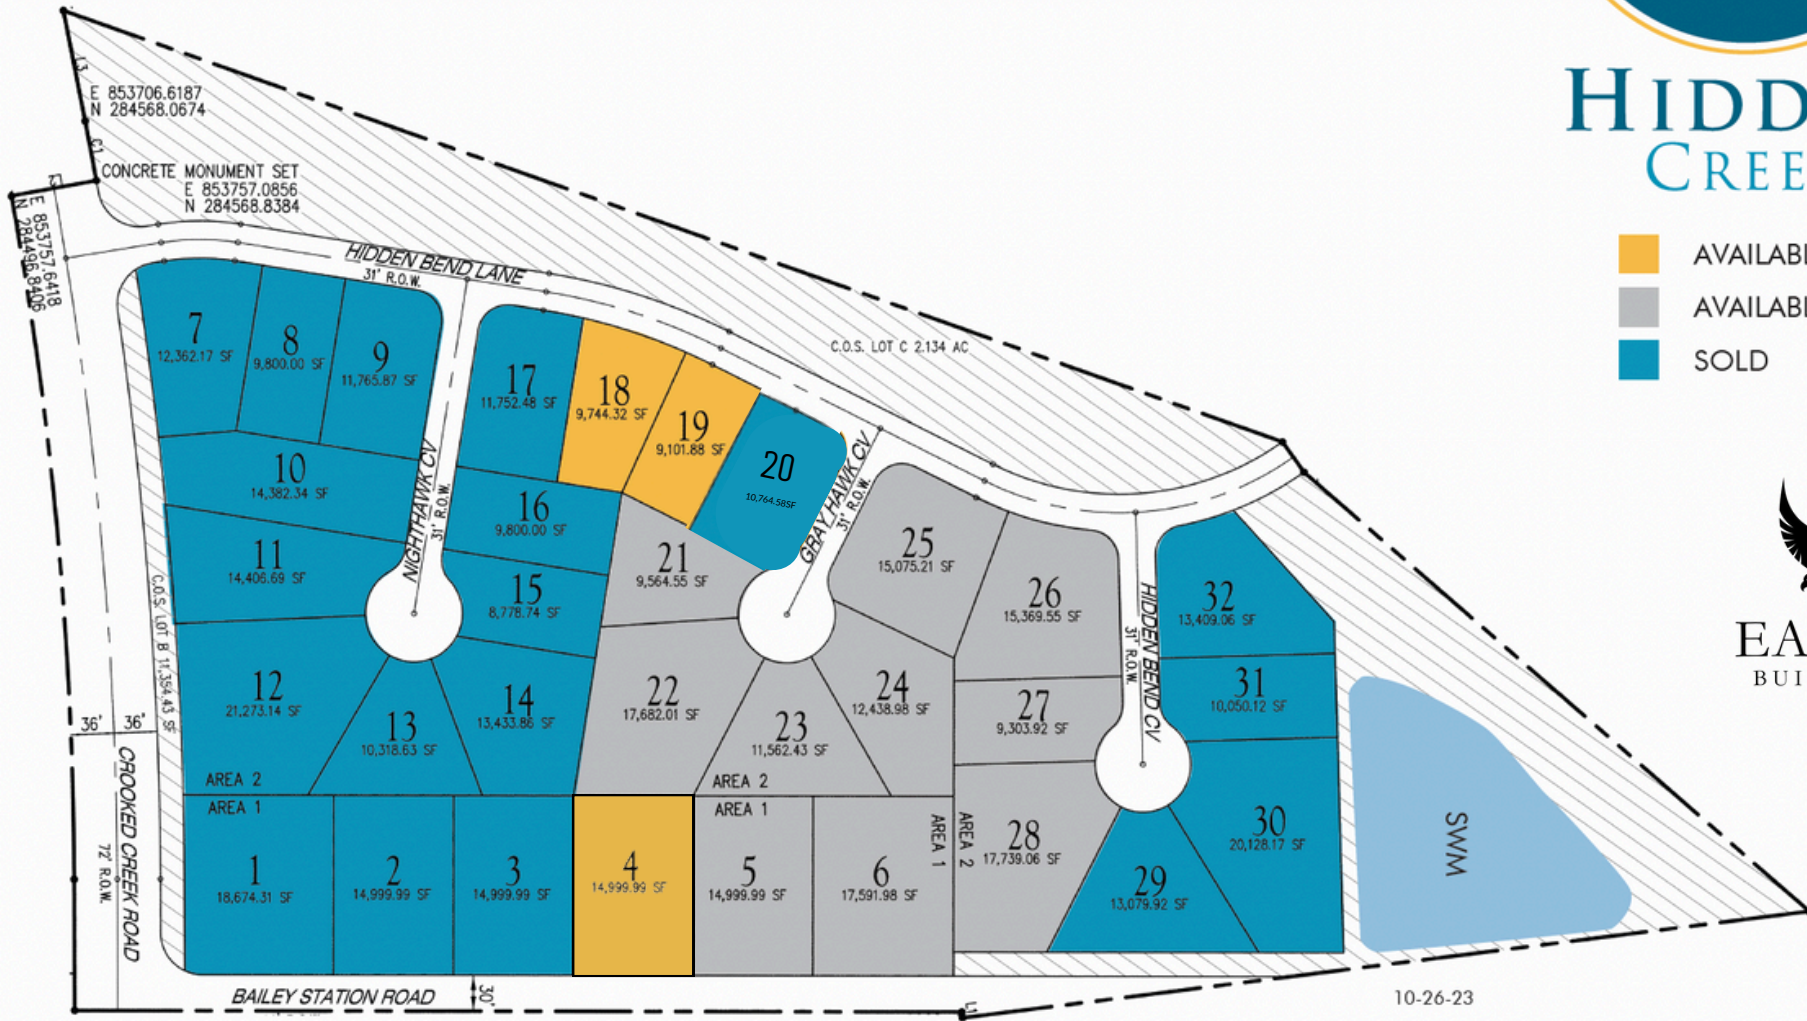 HIDD
CREE
AVAILABL
AVAILABL
SOLD
EA
BUI
L3
E 853706.6187
N 284568.0674
C1
CONCRETE MONUMENT SET
E 853757.0856
N 284568.8384
L2
E 853757.6418
N 284496.8406
HIDDEN BEND LANE
31' R.O.W.
C.O.S. LOT C 2.134 AC
7
12,362.17 SF
8
9,800.00 SF
9
11,765.87 SF
17
11,752.48 SF
18
9,744.32 SF
19
9,101.88 SF
20
10,764.58SF
10
14,382.34 SF
NIGHTHAWK CV
31' R.O.W.
16
9,800.00 SF
GRAY HAWK CV
31' R.O.W.
11
14,406.69 SF
15
8,778.74 SF
21
9,564.55 SF
25
15,075.21 SF
26
15,369.55 SF
HIDDEN BEND CV
31' R.O.W.
32
13,409.06 SF
C.O.S. LOT B 11,354.43 SF
12
21,273.14 SF
13
10,318.63 SF
14
13,433.86 SF
22
17,682.01 SF
23
11,562.43 SF
24
12,438.98 SF
27
9,303.92 SF
31
10,050.12 SF
36' 36'
AREA 2
AREA 1
AREA 2
AREA 1
AREA 1
AREA 2
CROOKED CREEK ROAD
72' R.O.W.
1
18,674.31 SF
2
14,999.99 SF
3
14,999.99 SF
4
14,999.99 SF
5
14,999.99 SF
6
17,591.98 SF
28
17,739.06 SF
29
13,079.92 SF
30
20,128.17 SF
SWM
BAILEY STATION ROAD
30'
L1
10-26-23